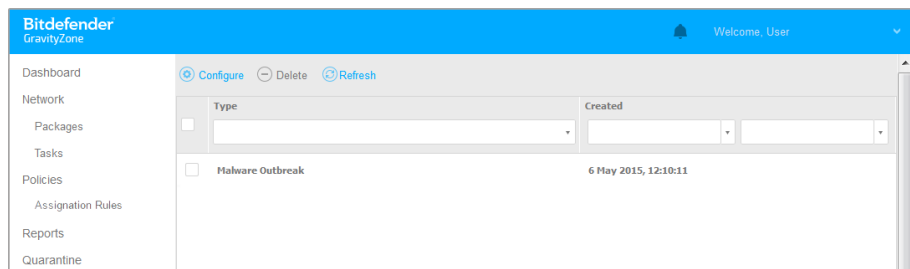 Bitdefender
GravityZone
Welcome, User
Dashboard
Network
Packages
Tasks
Policies
Assignation Rules
Reports
Quarantine
Configure Delete Refresh
Type Created
Malware Outbreak 6 May 2015, 12:10:11